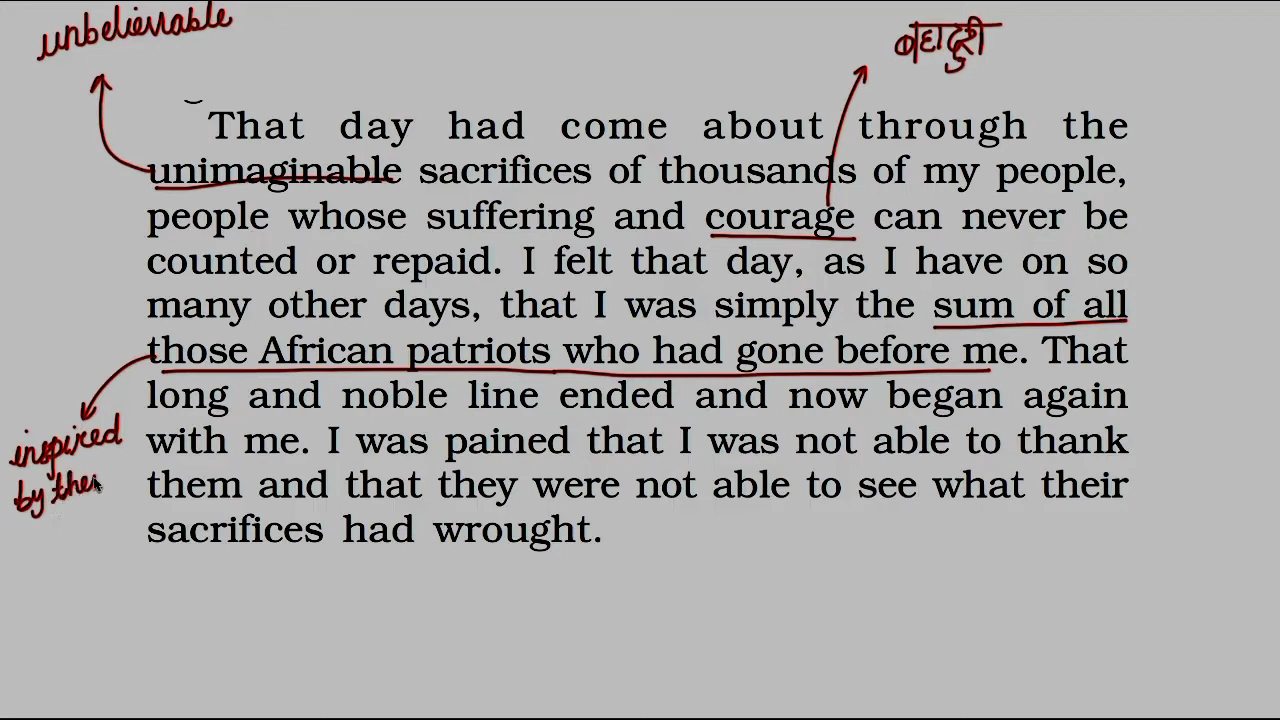 unbelievable
बहादुरी
That day had come about through the
unimaginable sacrifices of thousands of my people,
people whose suffering and courage can never be
counted or repaid. I felt that day, as I have on so
many other days, that I was simply the sum of all
those African patriots who had gone before me. That
long and noble line ended and now began again
with me. I was pained that I was not able to thank
them and that they were not able to see what their
sacrifices had wrought.
inspired
by the